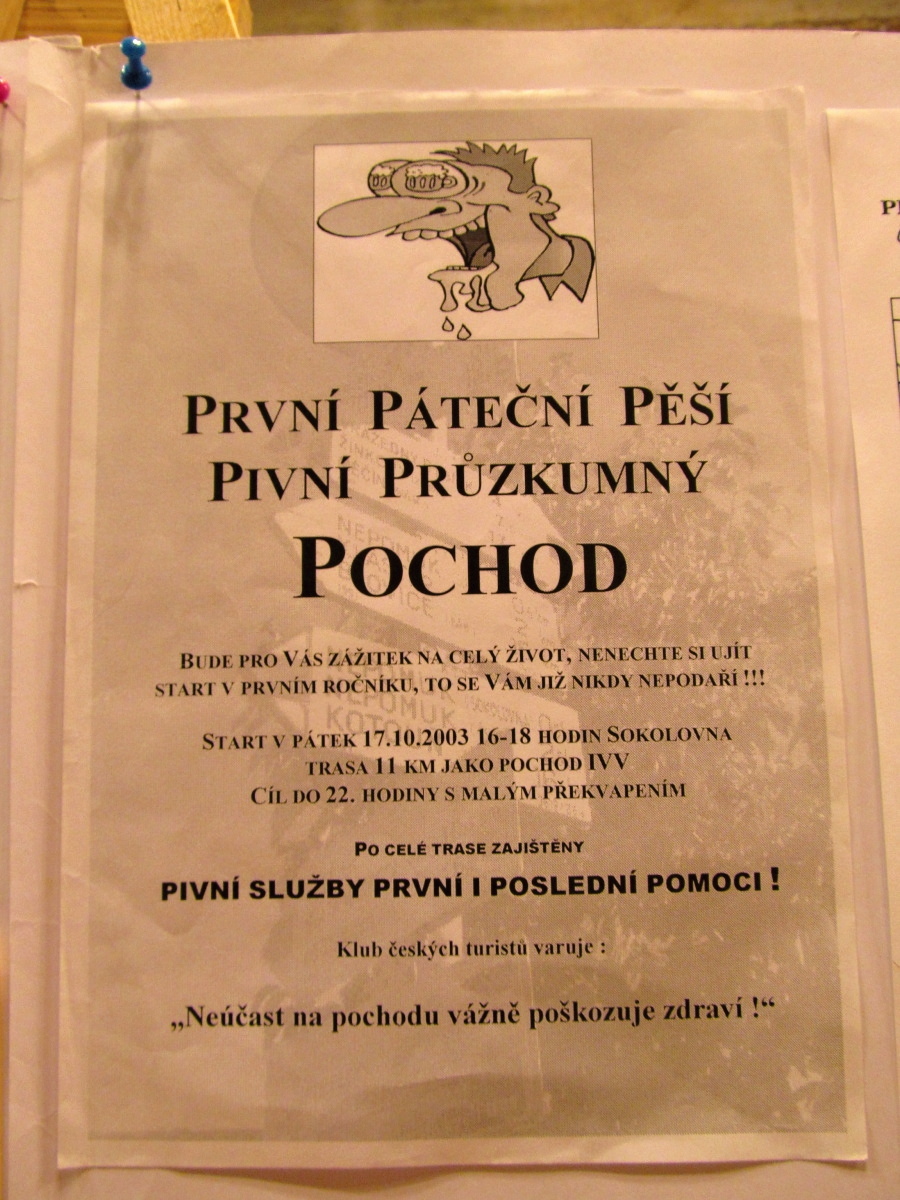 PRVNÍ PÁTEČNÍ PĚŠÍ
PIVNÍ PRŮZKUMNÝ
POCHOD
BUDE PRO VÁS ZÁŽITEK NA CELÝ ŽIVOT, NENECHTE SI UJÍT
START V PRVNÍM ROČNÍKU, TO SE VÁM JIŽ NIKDY NEPODAŘÍ !!!
START V PÁTEK 17.10.2003 16-18 HODIN SOKOLOVNA
TRASA 11 KM JAKO POCHOD IVV
CÍL DO 22. HODINY S MALÝM PŘEKVAPENÍM
PO CELÉ TRASE ZAJIŠTĚNY
PIVNÍ SLUŽBY PRVNÍ I POSLEDNÍ POMOCI !
Klub českých turistů varuje :
„Neúčast na pochodu vážně poškozuje zdraví !“
NEPOMUK